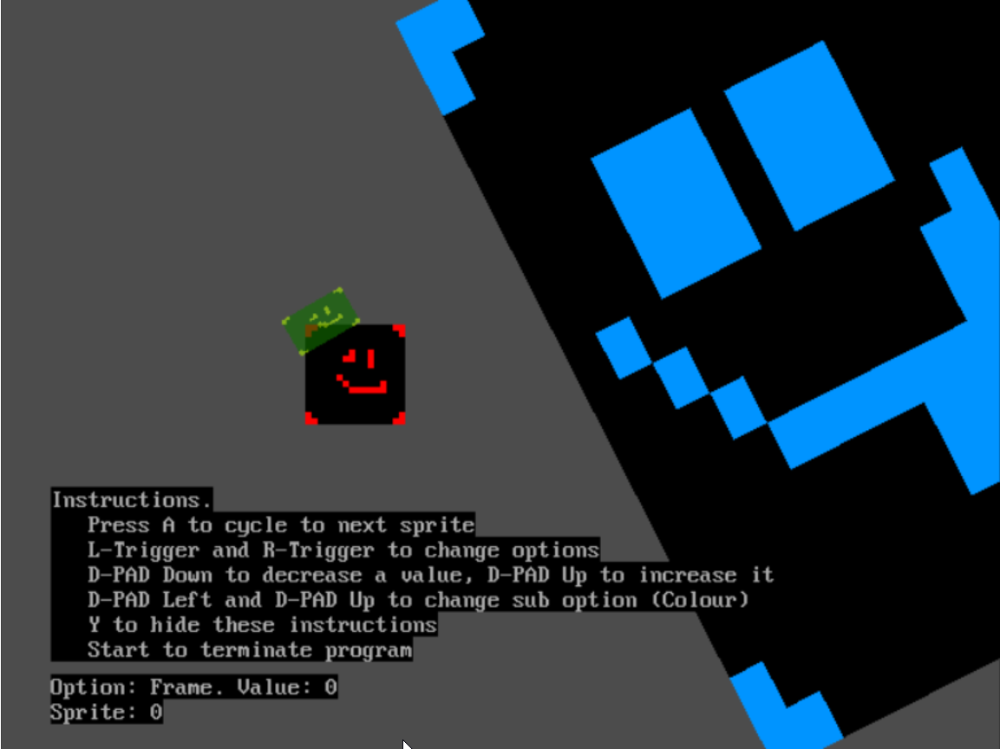 Instructions.
Press A to cycle to next sprite
L-Trigger and R-Trigger to change options
D-PAD Down to decrease a value, D-PAD Up to increase it
D-PAD Left and D-PAD Up to change sub option (Colour)
Y to hide these instructions
Start to terminate program
Option: Frame. Value: 0
Sprite: 0